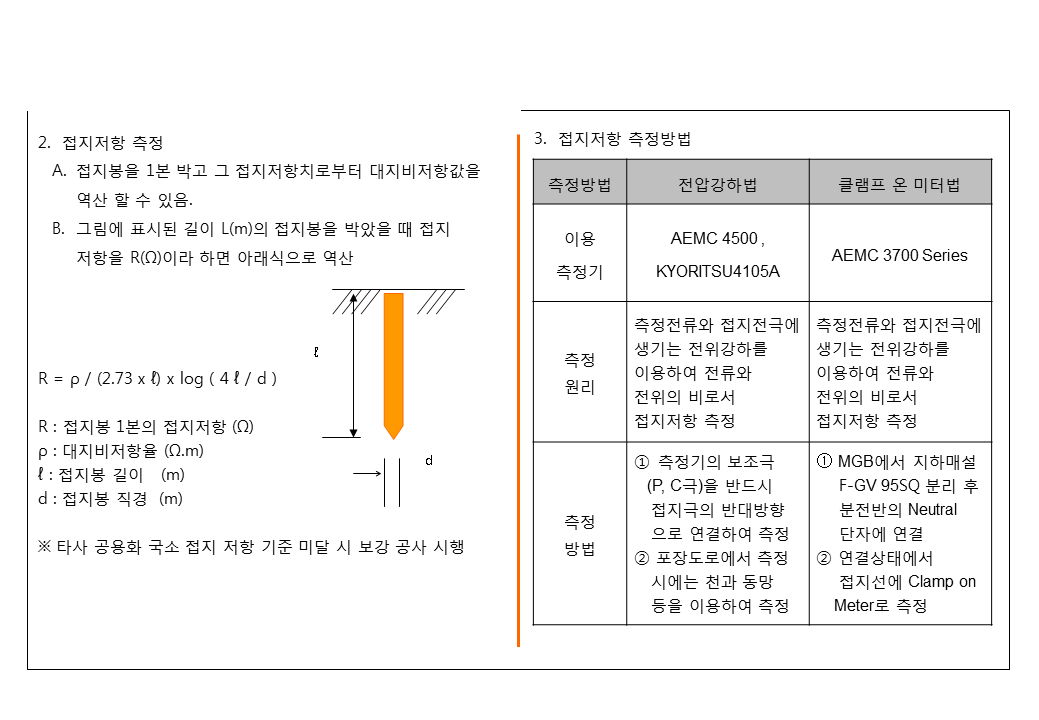 2. 접지저항 측정
A. 접지봉을 1본 박고 그 접지저항치로부터 대지비저항값을
역산 할 수 있음.
B. 그림에 표시된 길이 L(m)의 접지봉을 박았을 때 접지
저항을 R(Ω)이라 하면 아래식으로 역산
ℓ
R = ρ / (2.73 x ℓ) x log ( 4 ℓ / d )
R : 접지봉 1본의 접지저항 (Ω)
ρ : 대지비저항율 (Ω.m)
ℓ : 접지봉 길이 (m)
d : 접지봉 직경 (m)
d
※ 타사 공용화 국소 접지 저항 기준 미달 시 보강 공사 시행
3. 접지저항 측정방법
측정방법 전압강하법 클램프 온 미터법
이용
측정기
AEMC 4500 ,
KYORITSU4105A
AEMC 3700 Series
측정
원리
측정전류와 접지전극에
생기는 전위강하를
이용하여 전류와
전위의 비로서
접지저항 측정
측정전류와 접지전극에
생기는 전위강하를
이용하여 전류와
전위의 비로서
접지저항 측정
측정
방법
① 측정기의 보조극
(P, C극)을 반드시
접지극의 반대방향
으로 연결하여 측정
② 포장도로에서 측정
시에는 천과 동망
등을 이용하여 측정
① MGB에서 지하매설
F-GV 95SQ 분리 후
분전반의 Neutral
단자에 연결
② 연결상태에서
접지선에 Clamp on
Meter로 측정